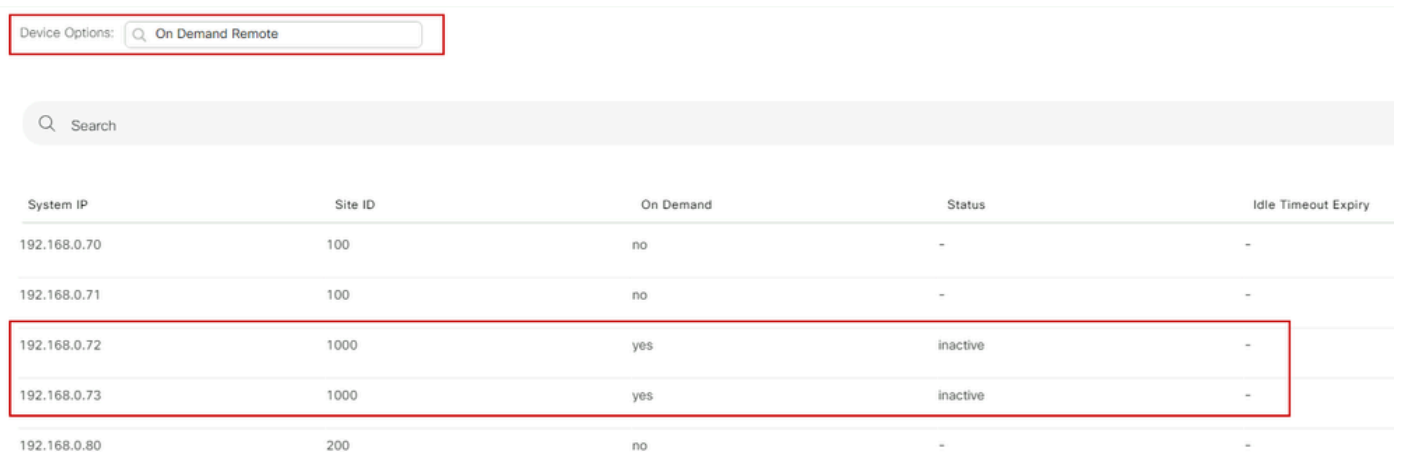 Device Options: On Demand Remote
Search
System IP Site ID On Demand Status Idle Timeout Expiry
192.168.0.70 100 no - -
192.168.0.71 100 no - -
192.168.0.72 1000 yes inactive -
192.168.0.73 1000 yes inactive -
192.168.0.80 200 no - -